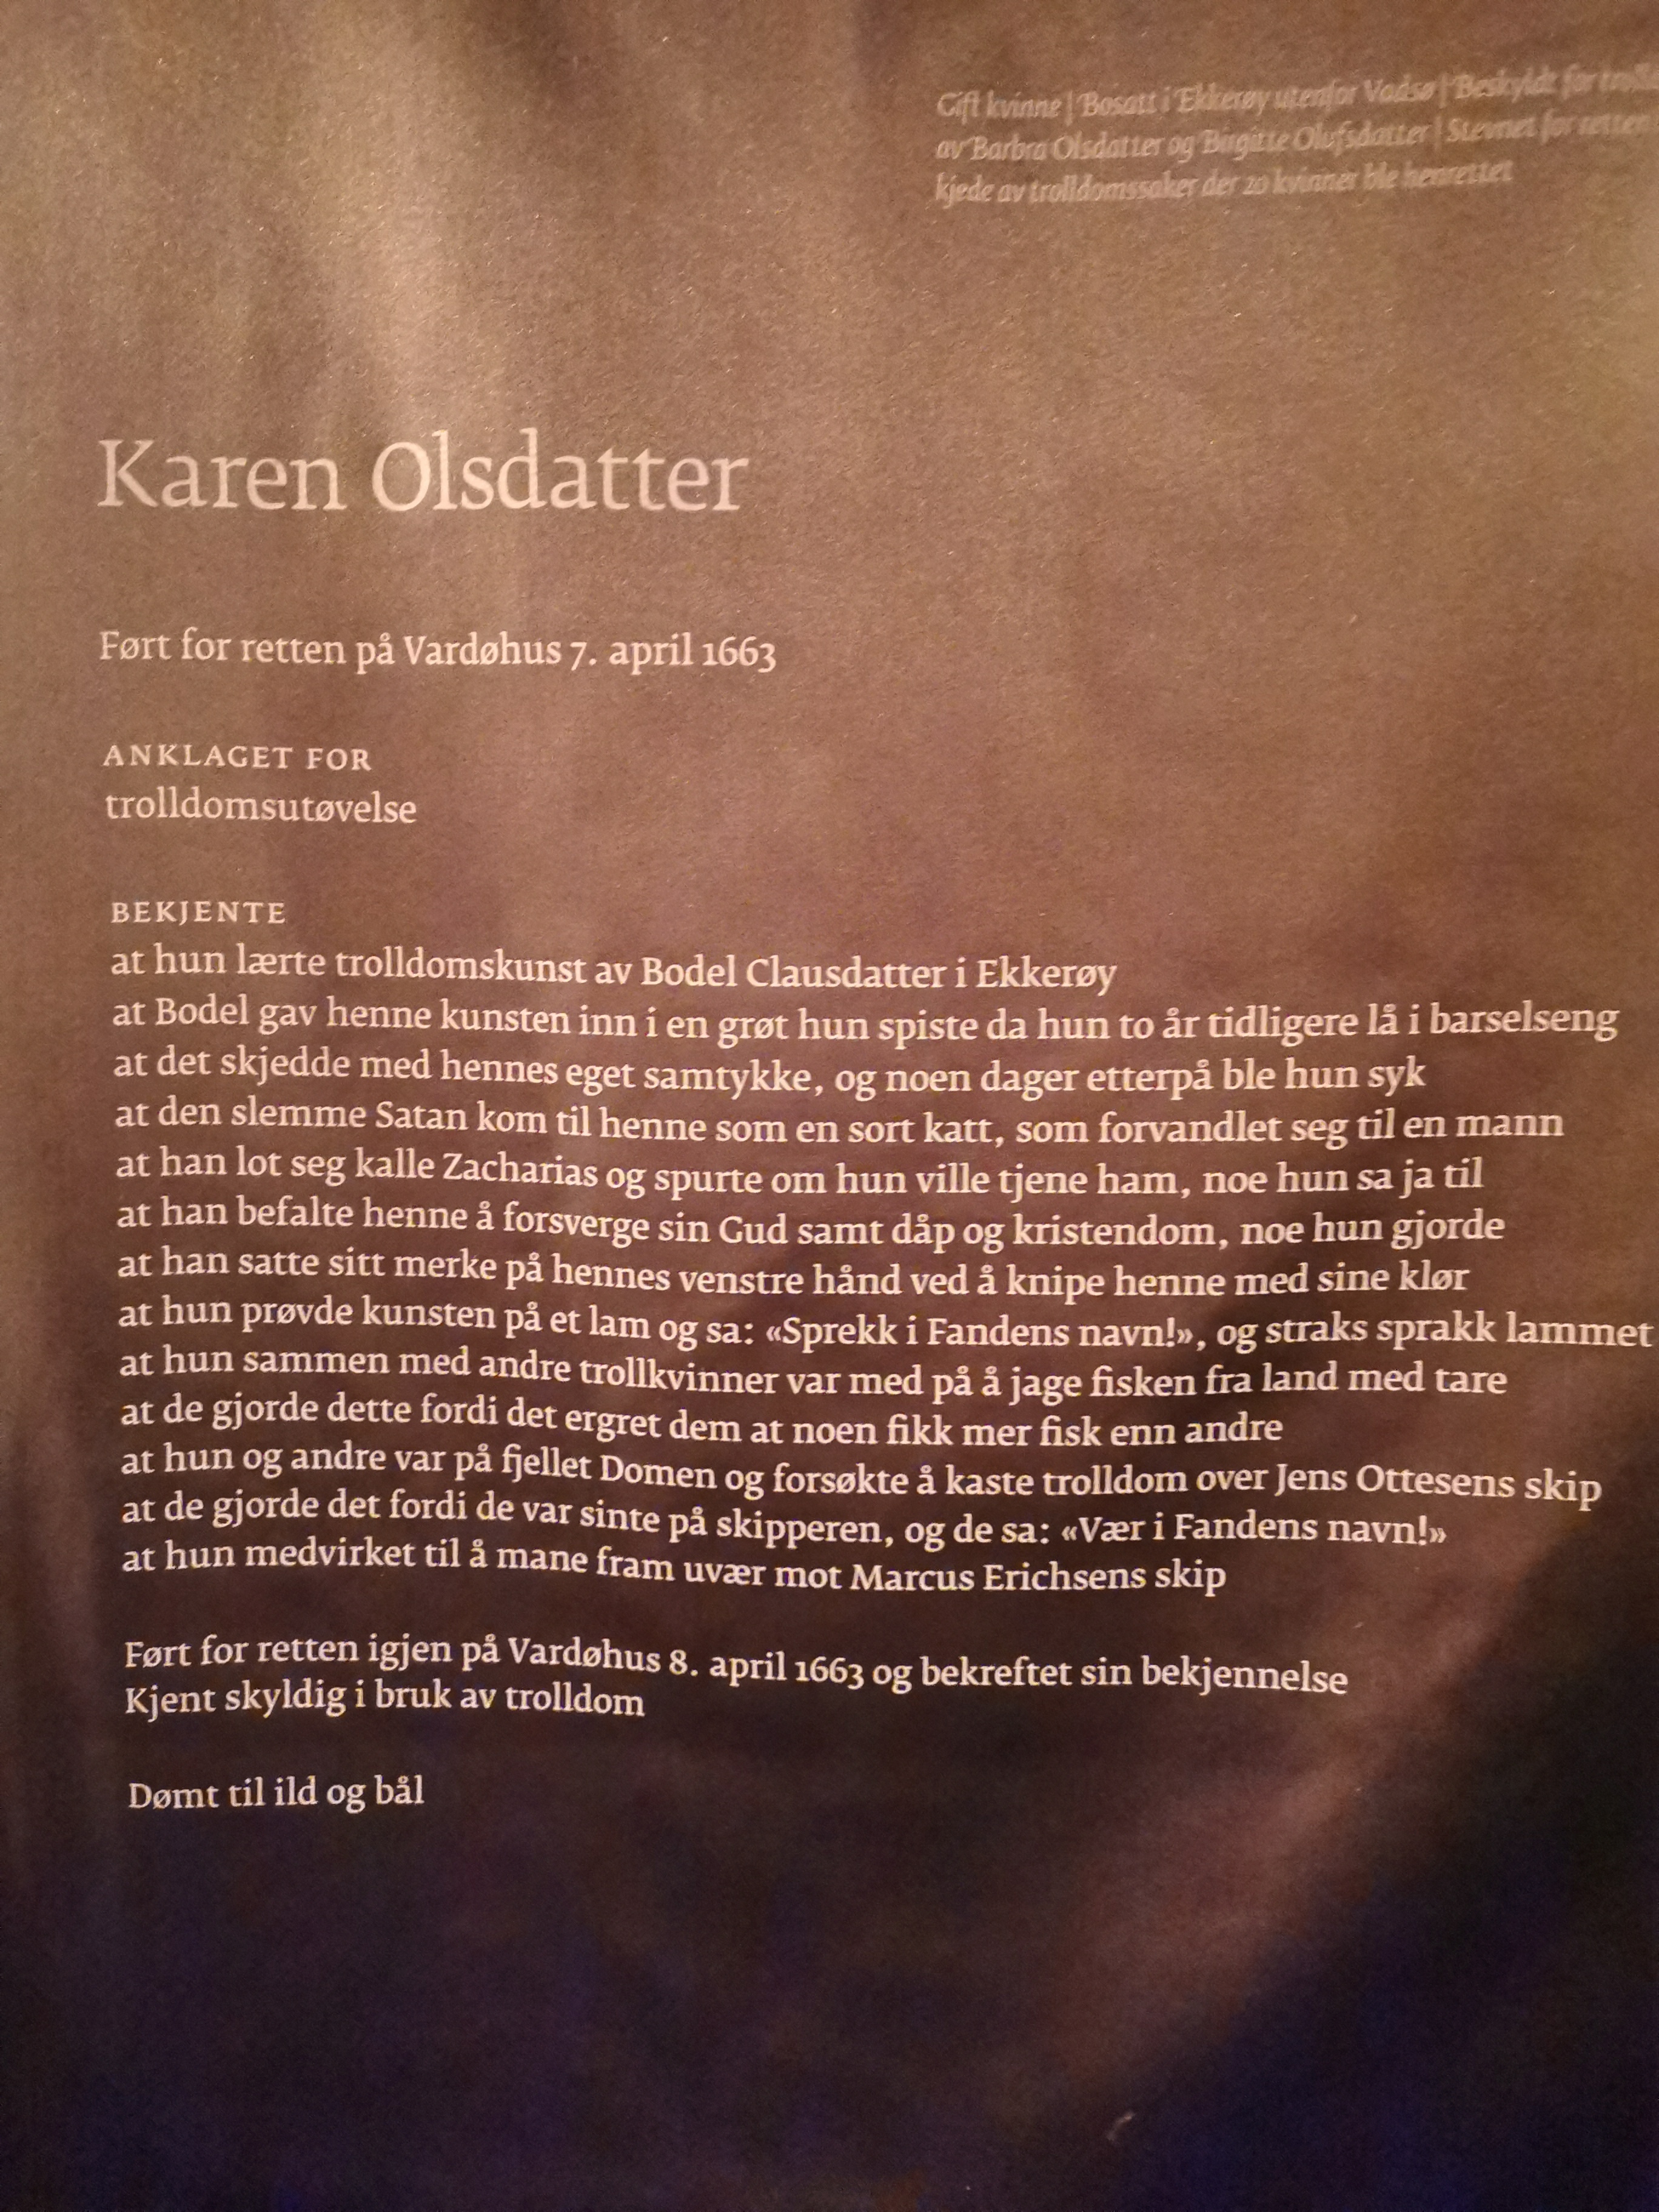 Gift kvinne | Bosatt i Ekkerøy utenfor Vadsø | Beskyldt for
av Barbra Olsdatter og Birgitte Olufsdatter | Stevnet for retten
kjede av trolldomssaker der 20 kvinner ble henrettet
Karen Olsdatter
Ført for retten på Vardøhus 7. april 1663
ANKLAGET FOR
trolldomsutøvelse
BEKJENTE
at hun lærte trolldomskunst av Bodel Clausdatter i Ekkerøy
at Bodel gav henne kunsten inn i en grøt hun spiste da hun to år tidligere lå i barselseng
at det skjedde med hennes eget samtykke, og noen dager etterpå ble hun syk
at den slemme Satan kom til henne som en sort katt, som forvandlet seg til en mann
at han lot seg kalle Zacharias og spurte om hun ville tjene ham, noe hun sa ja til
at han befalte henne å forsverge sin Gud samt dåp og kristendom, noe hun gjorde
at han satte sitt merke på hennes venstre hånd ved å knipe henne med sine klør
at hun prøvde kunsten på et lam og sa: «Sprekk i Fandens navn!», og straks sprakk lammet
at hun sammen med andre trollkvinner var med på å jage fisken fra land med tare
at de gjorde dette fordi det ergret dem at noen fikk mer fisk enn andre
at hun og andre var på fjellet Domen og forsøkte å kaste trolldom over Jens Ottesens skip
at de gjorde det fordi de var sinte på skipperen, og de sa: «Vær i Fandens navn!»
at hun medvirket til å mane fram uvær mot Marcus Erichsens skip
Ført for retten igjen på Vardøhus 8. april 1663 og bekreftet sin bekjennelse
Kjent skyldig i bruk av trolldom
Dømt til ild og bål